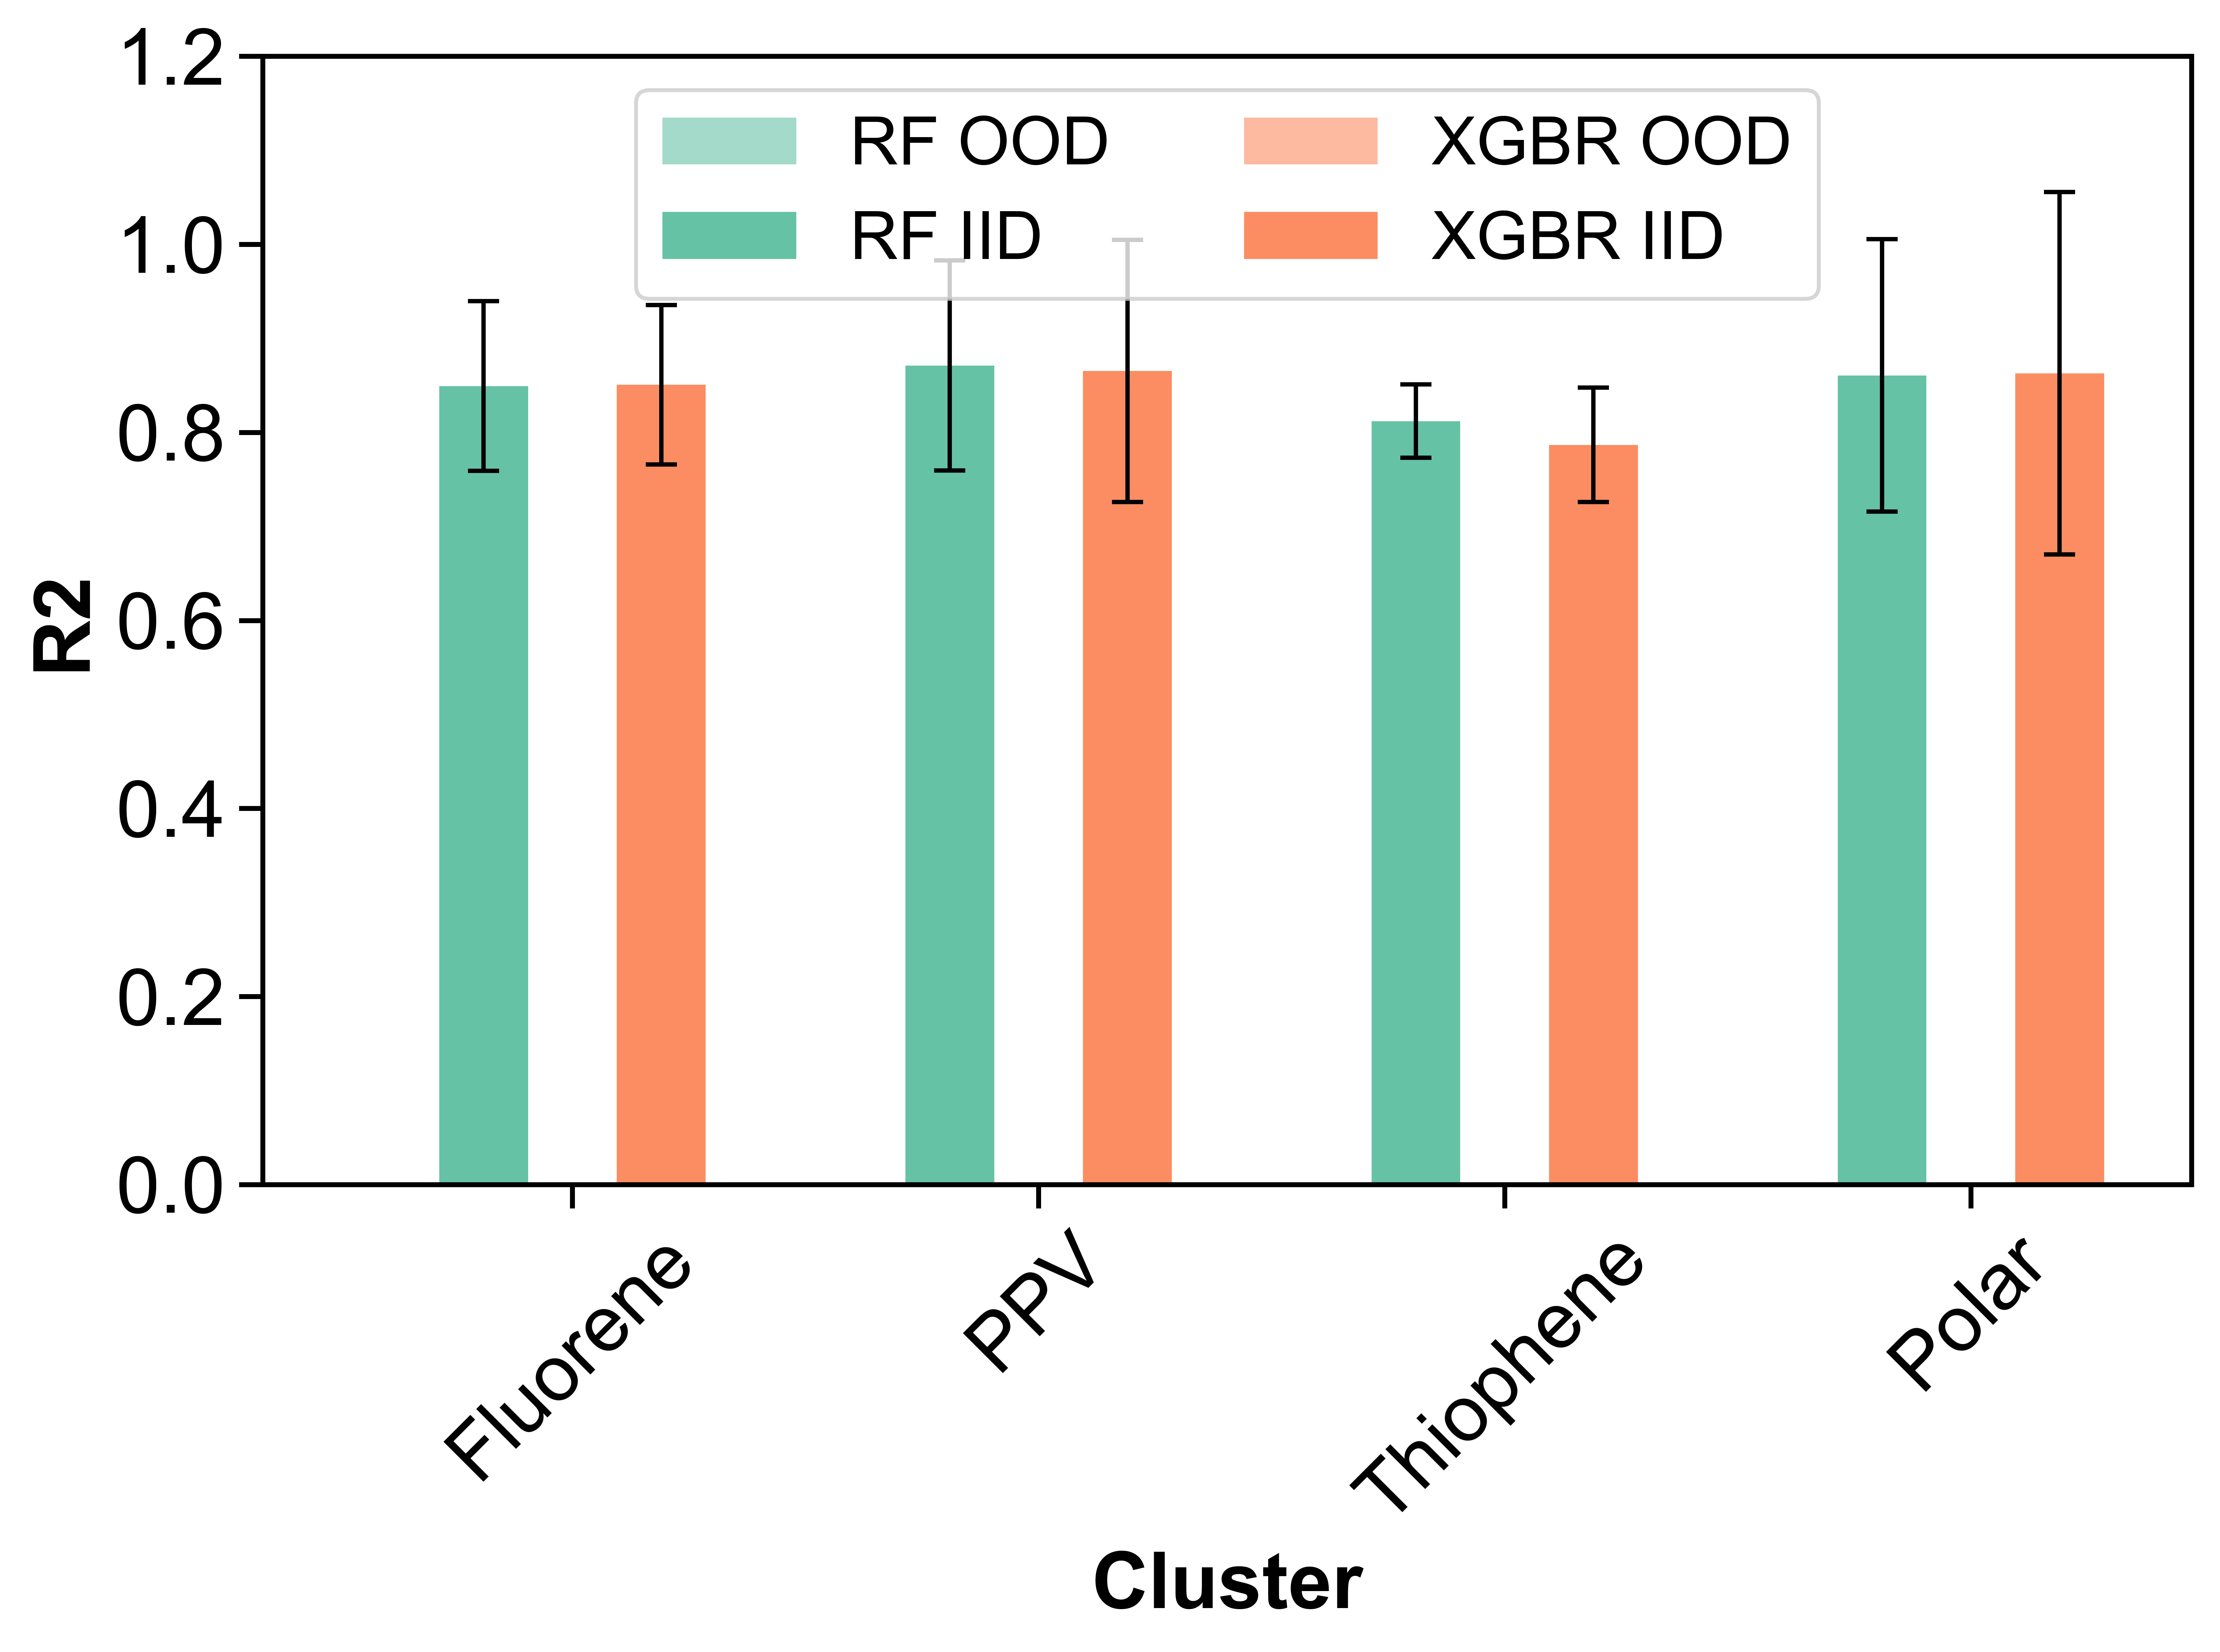 1.2
1.0
0.8
0.6
0.4
0.2
0.0
R2
RF OOD
XGBR OOD
RF IID
XGBR IID
Fluorene
PPV
Thiophene
Polar
Cluster